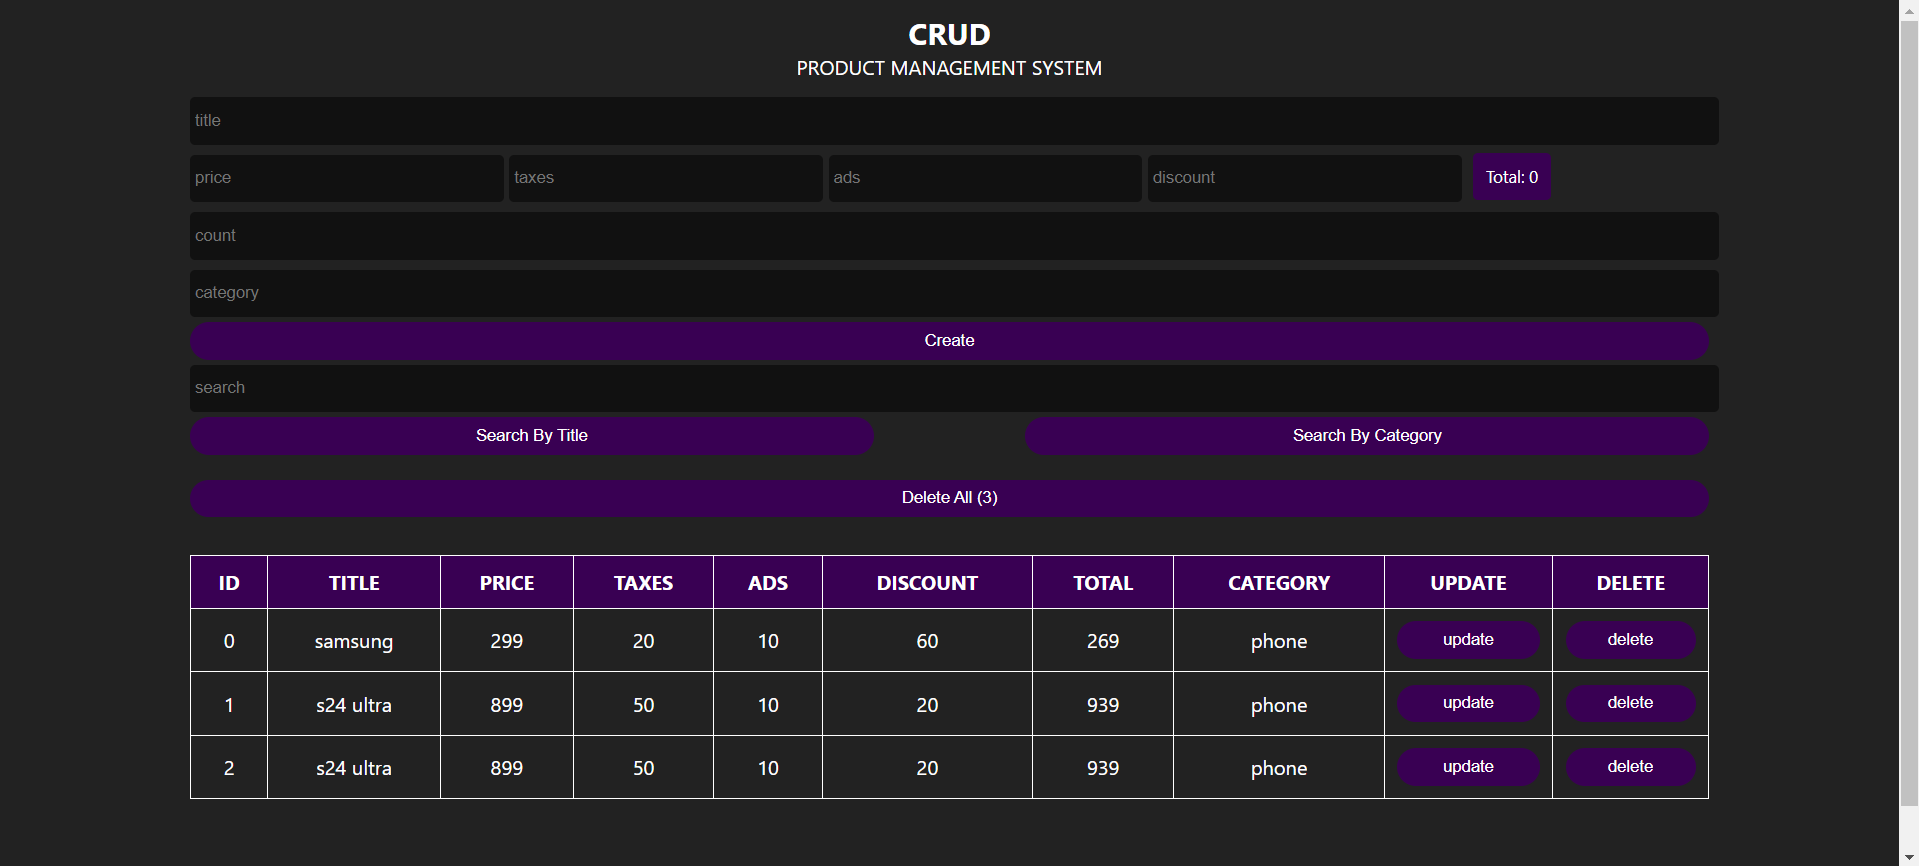 CRUD
PRODUCT MANAGEMENT SYSTEM
title
price taxes ads discount Total: 0
count
category
Create
search
Search By Title Search By Category
Delete All (3)
ID TITLE PRICE TAXES ADS DISCOUNT TOTAL CATEGORY UPDATE DELETE
0 samsung 299 20 10 60 269 phone update delete
1 s24 ultra 899 50 10 20 939 phone update delete
2 s24 ultra 899 50 10 20 939 phone update delete